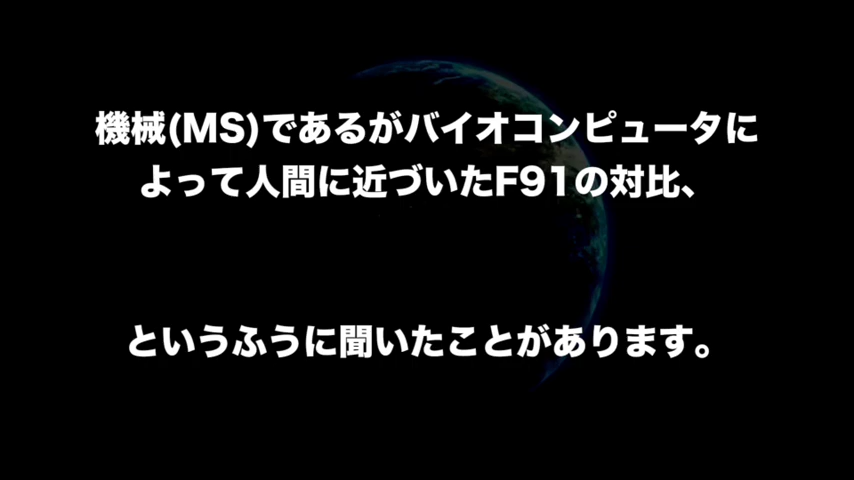 機械(MS)であるがバイオコンピュータに
よって人間に近づいたF91の対比、
というふうに聞いたことがあります。